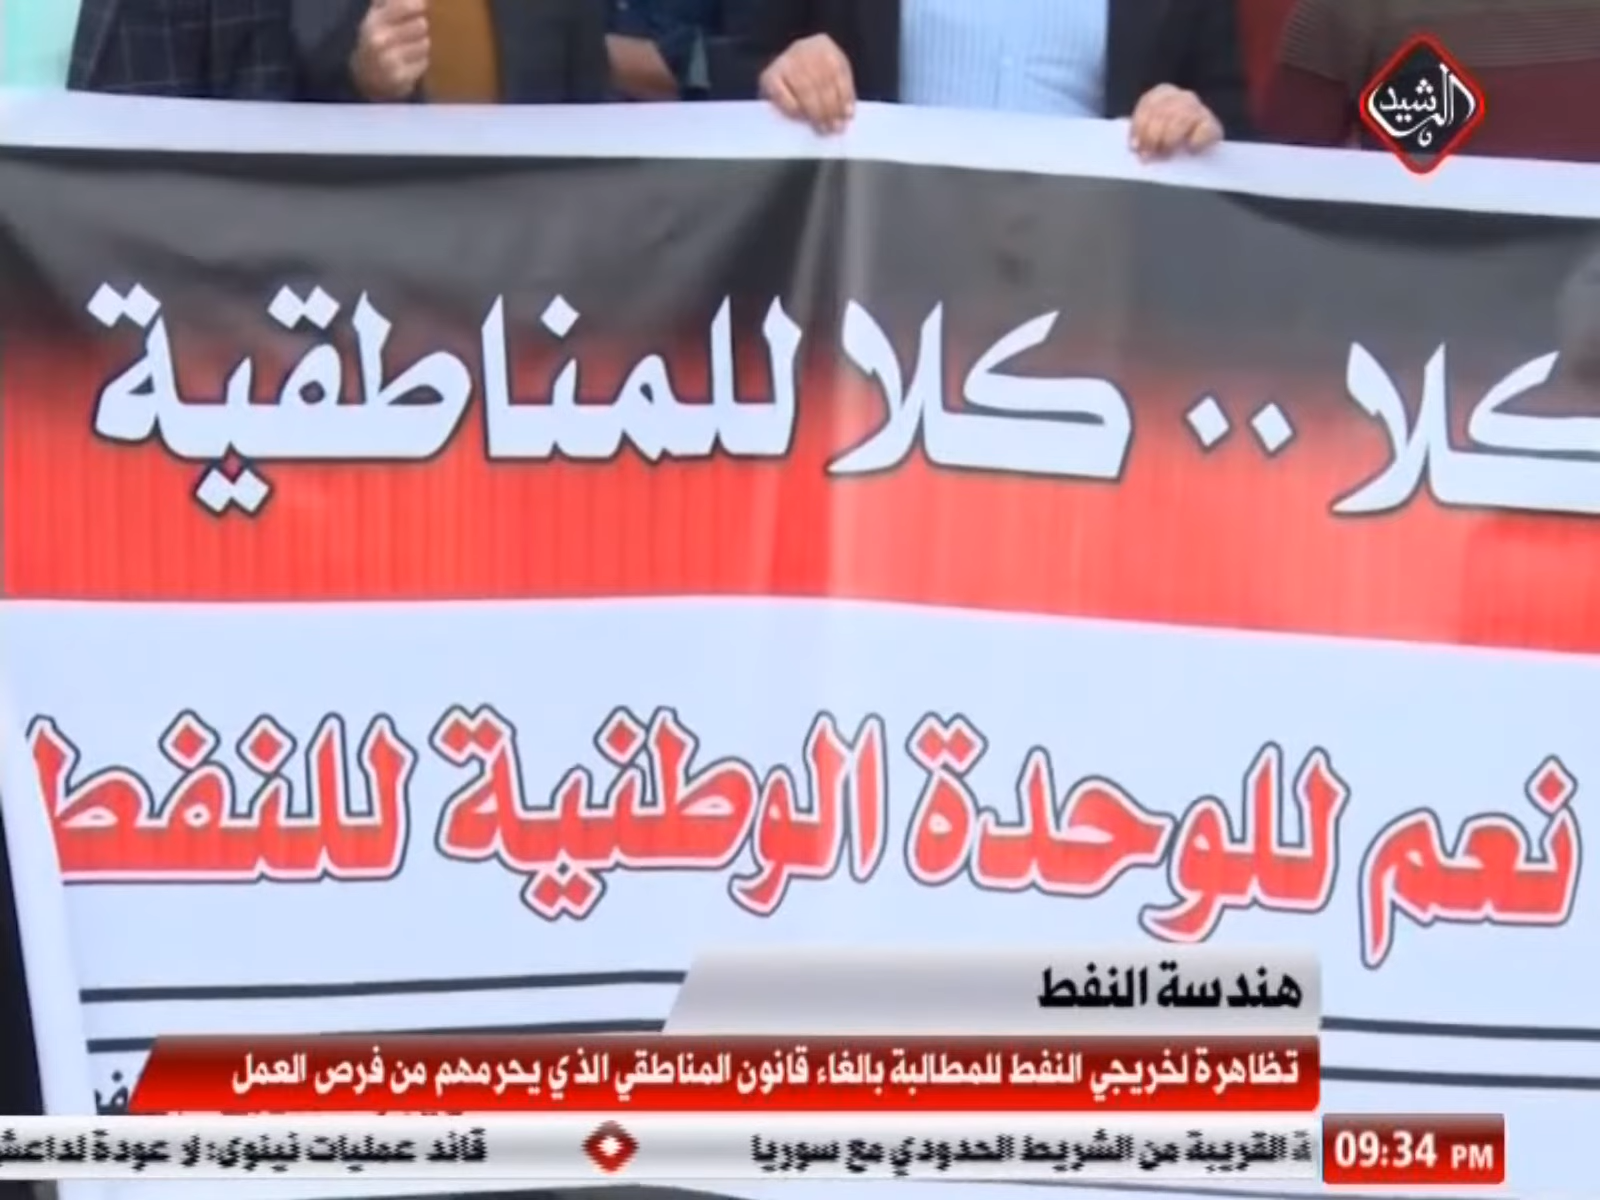 الرشيد
كلا .. كلا للمناطقية
نعم للوحدة الوطنية للنفط
هندسة النفط
تظاهرة لخريجي النفط للمطالبة بالغاء قانون المناطقي الذي يحرمهم من فرص العمل
09:34 PM
القريبة من الشريط الحدودي مع سوريا قائد عمليات نينوى: لا عودة لداعش